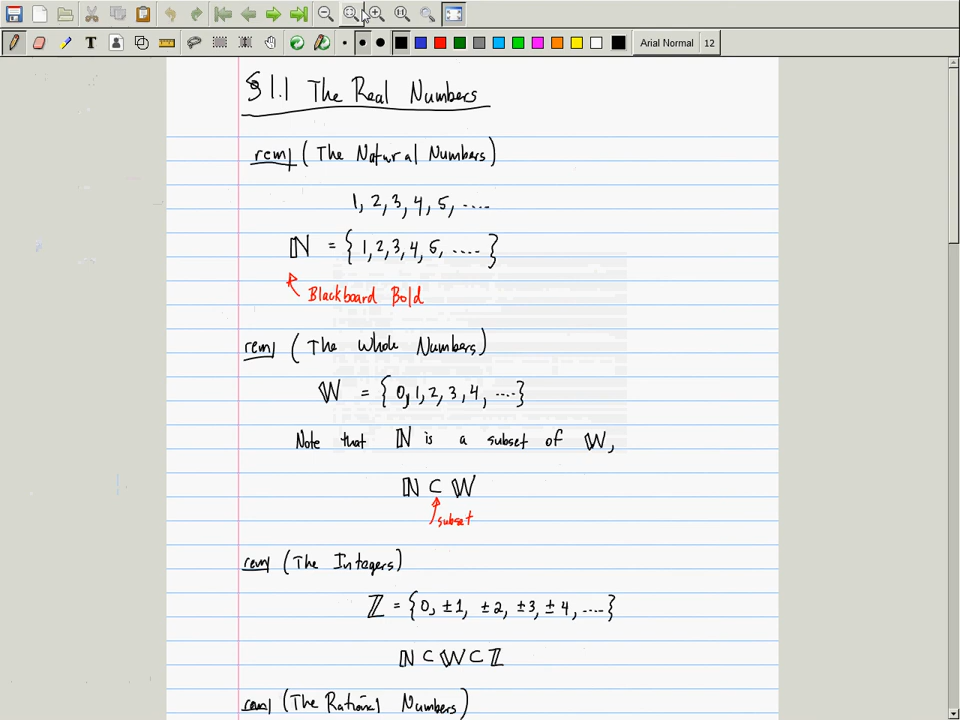 Arial Normal 12
§ 1.1 The Real Numbers
rem| (The Natural Numbers)
1, 2, 3, 4, 5, ....
ℕ = { 1, 2, 3, 4, 5, .... }
Blackboard Bold
rem| (The Whole Numbers)
𝕎 = { 0, 1, 2, 3, 4, .... }
Note that ℕ is a subset of 𝕎,
ℕ ⊂ 𝕎
subset
rem| (The Integers)
ℤ = { 0, ±1, ±2, ±3, ±4, .... }
ℕ ⊂ 𝕎 ⊂ ℤ
rem| (The Rational Numbers)